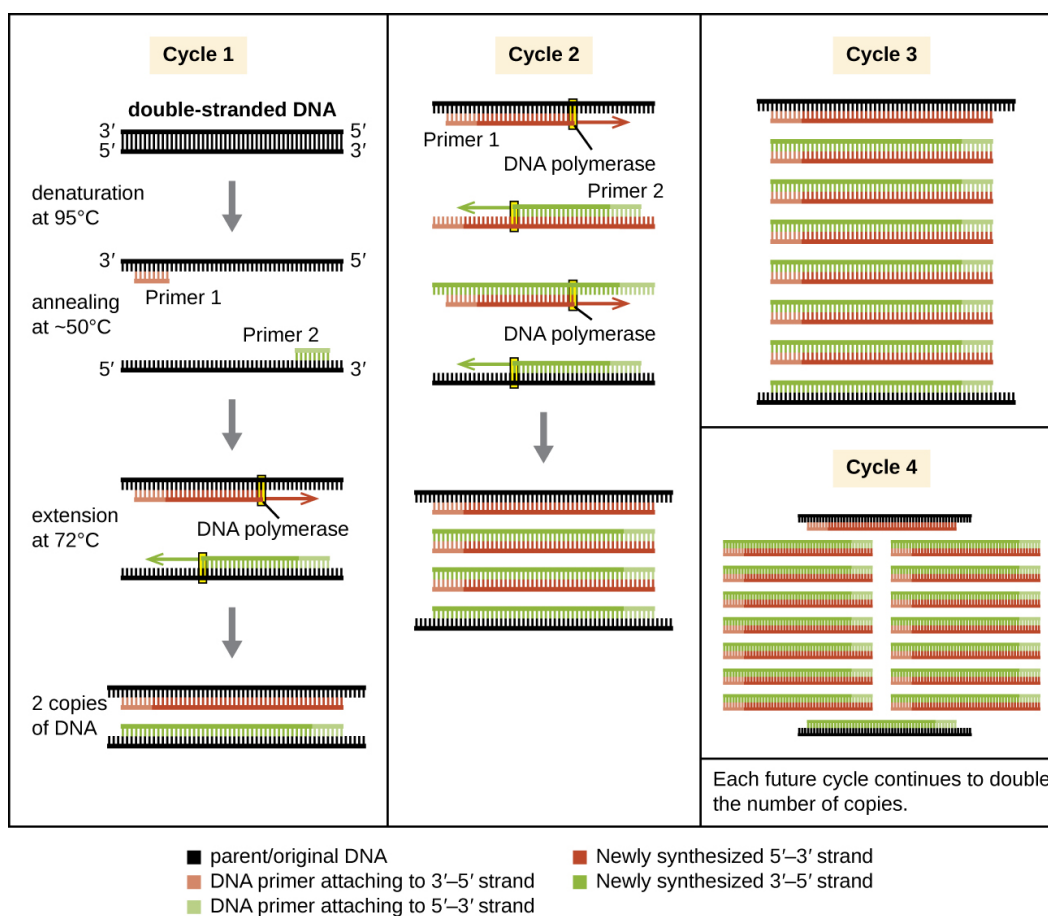 Cycle 1
double-stranded DNA
3′ 5′
5′ 3′
denaturation
at 95°C
3′ 5′
Primer 1
annealing
at ~50°C
Primer 2
5′ 3′
extension
at 72°C
DNA polymerase
2 copies
of DNA
Cycle 2
Primer 1
DNA polymerase
Primer 2
DNA polymerase
Cycle 3
Cycle 4
Each future cycle continues to double
the number of copies.
parent/original DNA
DNA primer attaching to 3′–5′ strand
DNA primer attaching to 5′–3′ strand
Newly synthesized 5′–3′ strand
Newly synthesized 3′–5′ strand